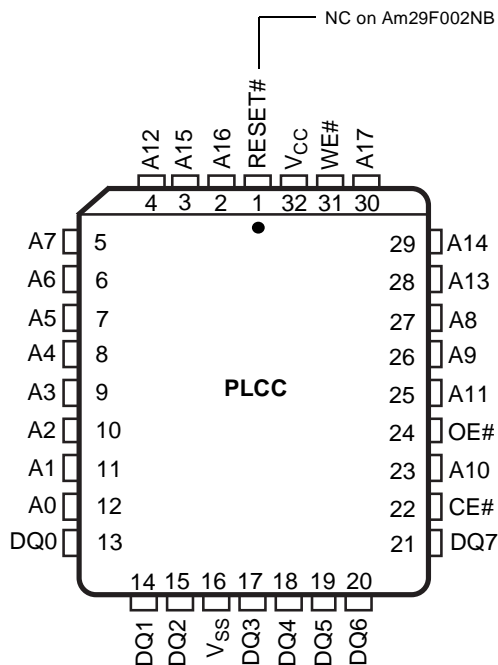 NC on Am29F002NB
A12 A15 A16 RESET# VCC WE# A17
4 3 2 1 32 31 30
A7 5 29 A14
A6 6 28 A13
A5 7 27 A8
A4 8 26 A9
A3 9 PLCC 25 A11
A2 10 24 OE#
A1 11 23 A10
A0 12 22 CE#
DQ0 13 21 DQ7
14 15 16 17 18 19 20
DQ1 DQ2 VSS DQ3 DQ4 DQ5 DQ6